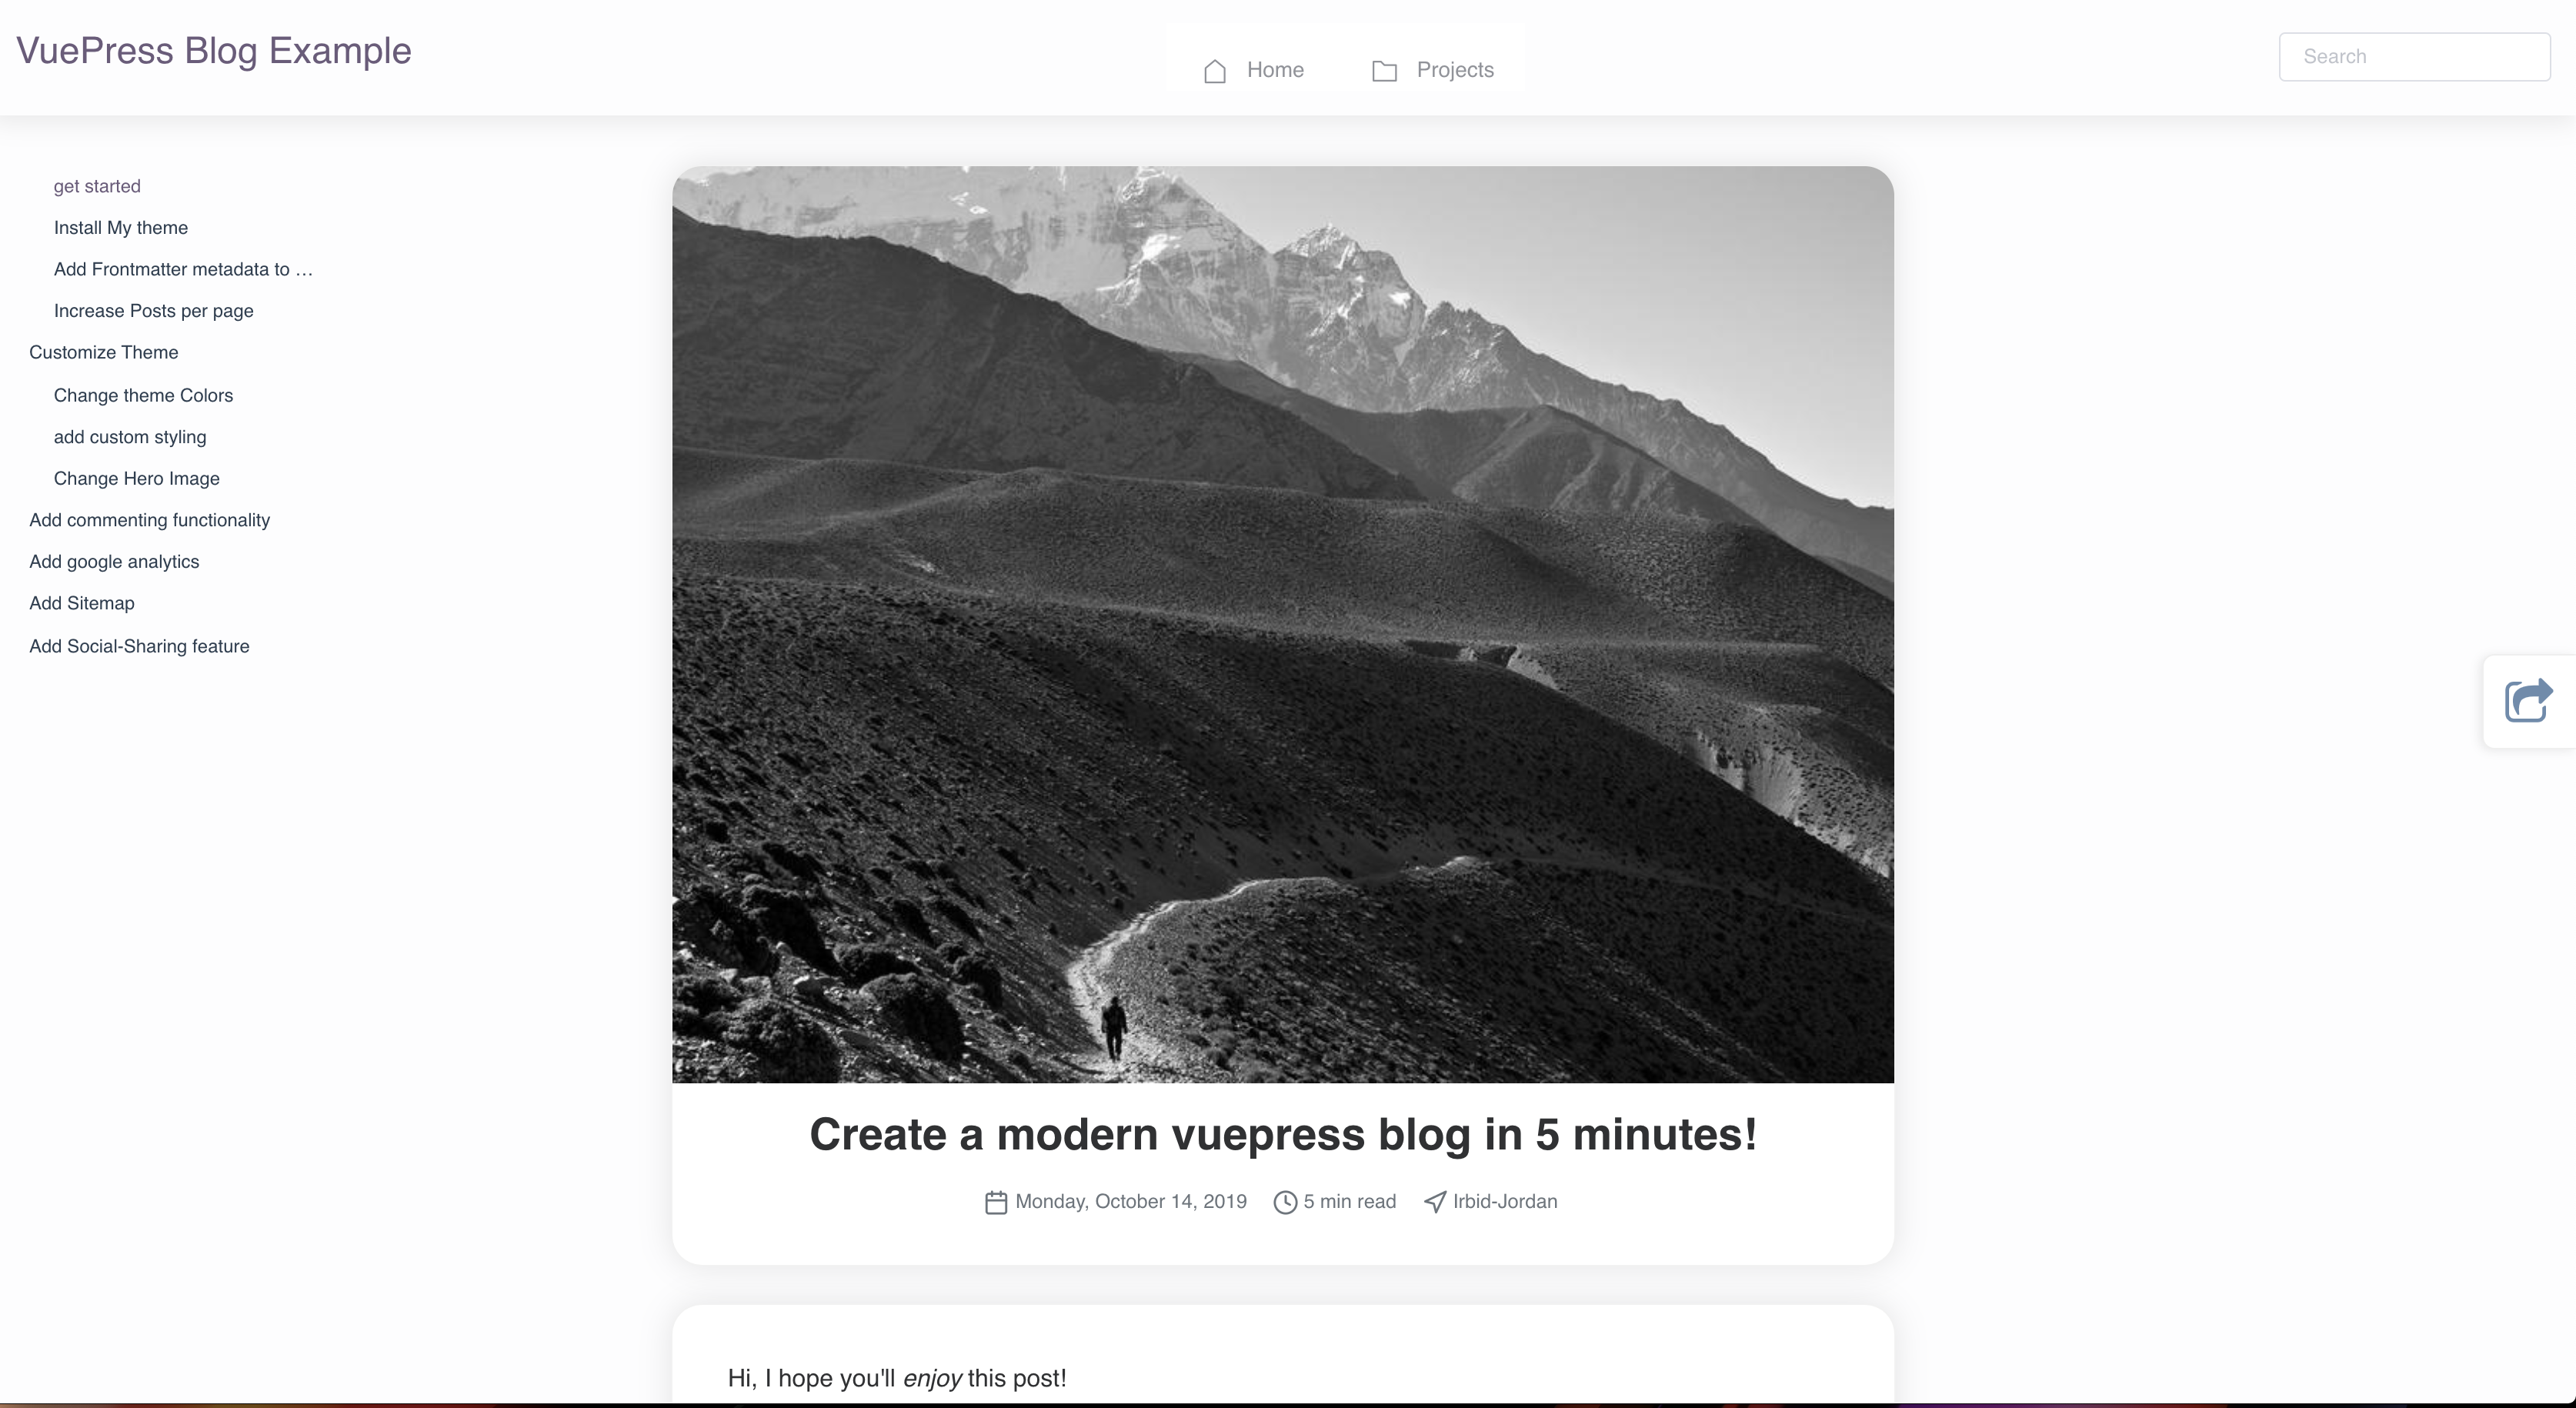 VuePress Blog Example
Home
Projects
Search
get started
Install My theme
Add Frontmatter metadata to …
Increase Posts per page
Customize Theme
Change theme Colors
add custom styling
Change Hero Image
Add commenting functionality
Add google analytics
Add Sitemap
Add Social-Sharing feature
Create a modern vuepress blog in 5 minutes!
Monday, October 14, 2019 5 min read Irbid-Jordan
Hi, I hope you'll enjoy this post!